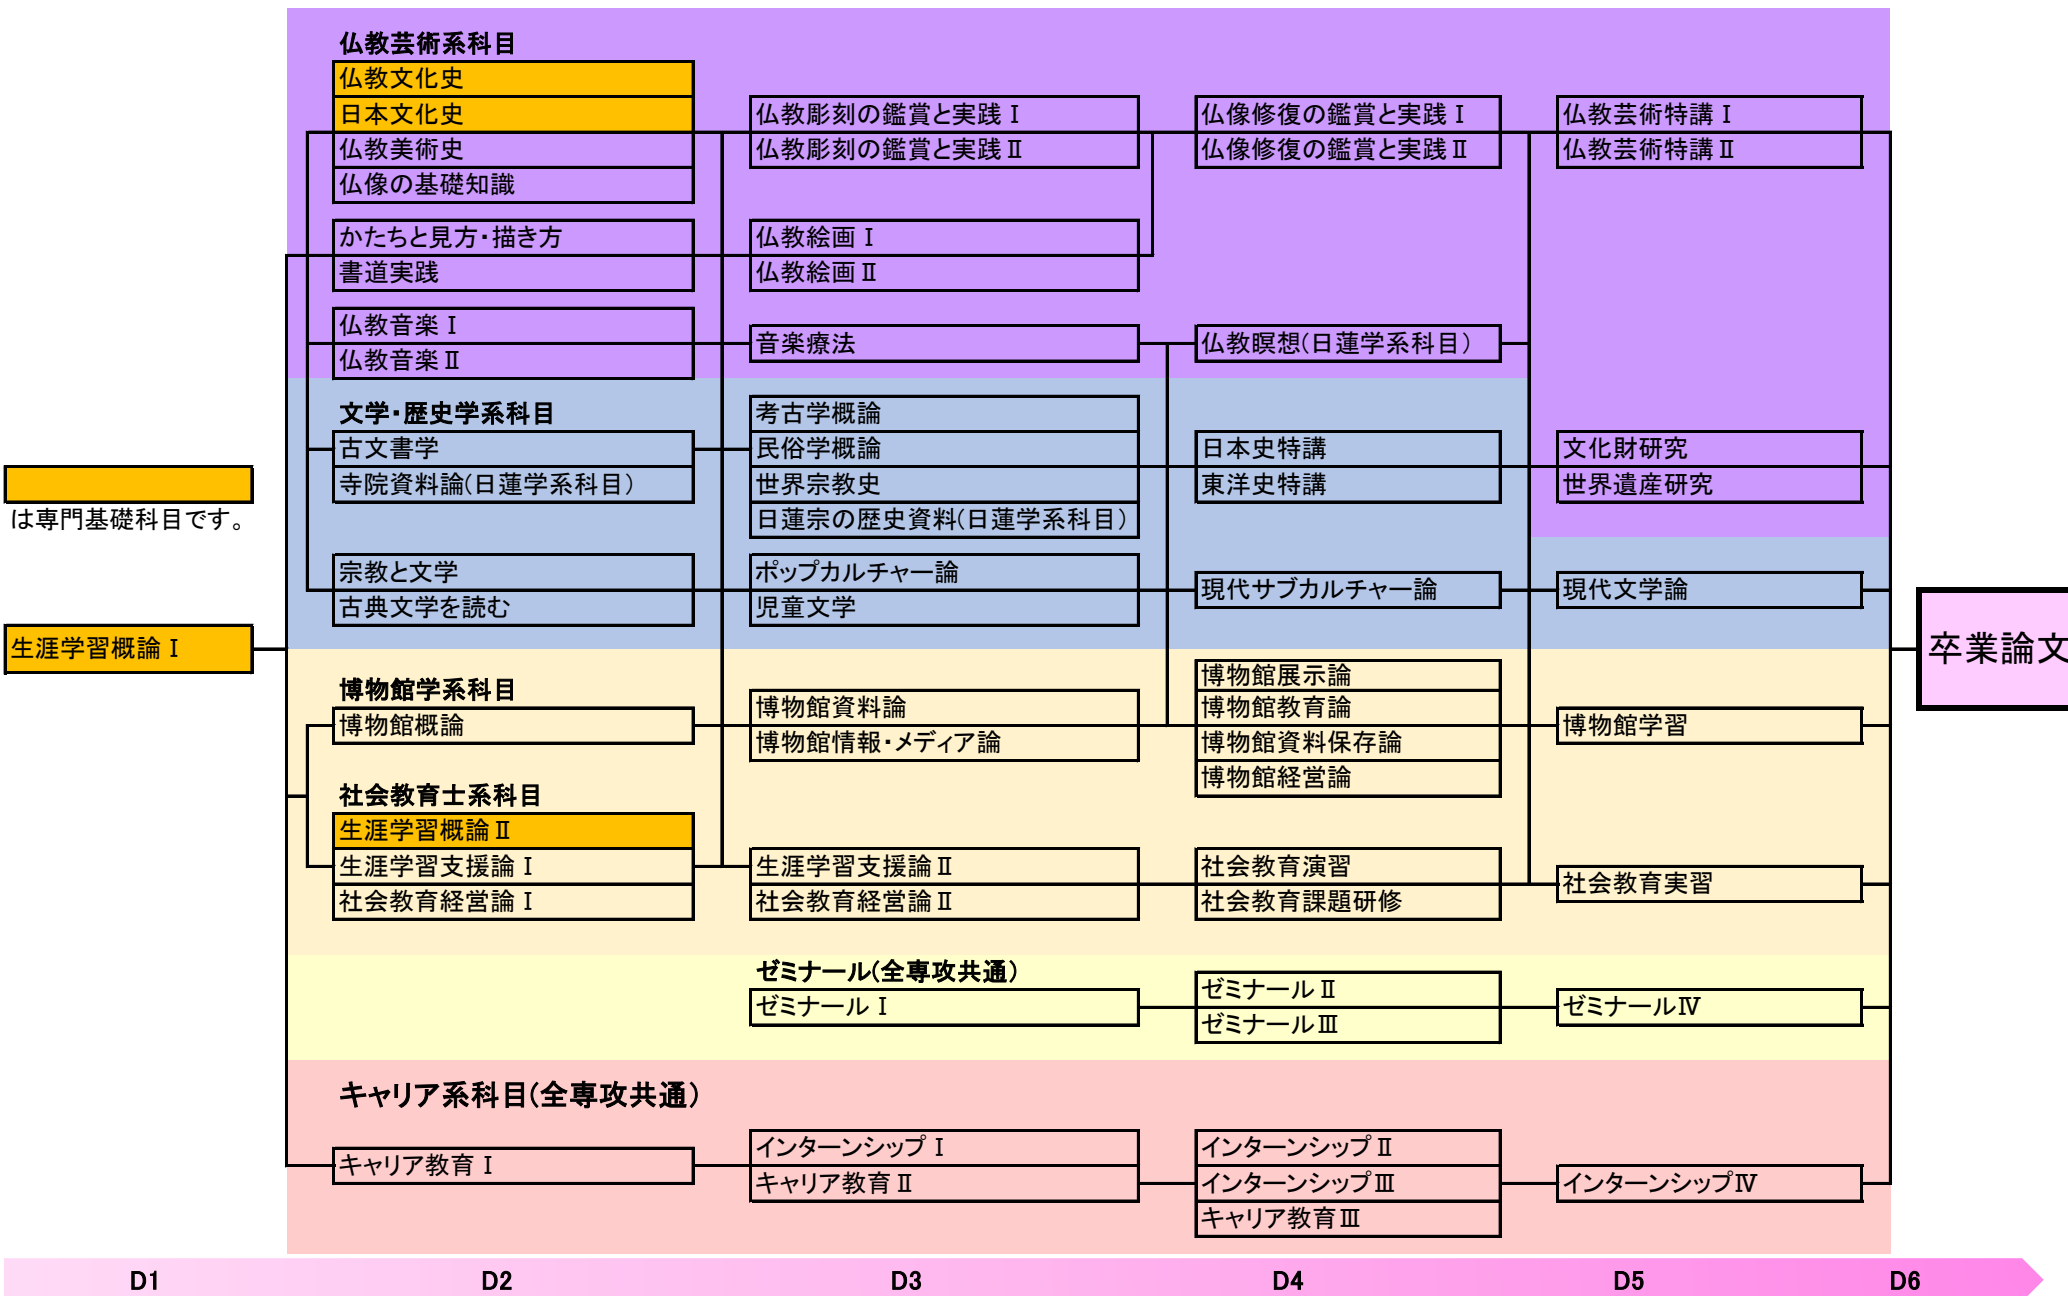 仏教芸術系科目
仏教文化史
日本文化史
仏教美術史
仏像の基礎知識
かたちと見方・描き方
書道実践
仏教音楽Ⅰ
仏教音楽Ⅱ
仏教彫刻の鑑賞と実践Ⅰ
仏教彫刻の鑑賞と実践Ⅱ
仏教絵画Ⅰ
仏教絵画Ⅱ
音楽療法
仏像修復の鑑賞と実践Ⅰ
仏像修復の鑑賞と実践Ⅱ
仏教瞑想(日蓮学系科目)
仏教芸術特講Ⅰ
仏教芸術特講Ⅱ
文学・歴史学系科目
古文書学
寺院資料論(日蓮学系科目)
宗教と文学
古典文学を読む
考古学概論
民俗学概論
世界宗教史
日蓮宗の歴史資料(日蓮学系科目)
ポップカルチャー論
児童文学
日本史特講
東洋史特講
現代サブカルチャー論
文化財研究
世界遺産研究
現代文学論
は専門基礎科目です。
生涯学習概論Ⅰ
卒業論文
博物館学系科目
博物館概論
博物館資料論
博物館情報・メディア論
博物館展示論
博物館教育論
博物館資料保存論
博物館経営論
博物館学習
社会教育士系科目
生涯学習概論Ⅱ
生涯学習支援論Ⅰ
社会教育経営論Ⅰ
生涯学習支援論Ⅱ
社会教育経営論Ⅱ
社会教育演習
社会教育課題研修
社会教育実習
ゼミナール(全専攻共通)
ゼミナールⅠ
ゼミナールⅡ
ゼミナールⅢ
ゼミナールⅣ
キャリア系科目(全専攻共通)
キャリア教育Ⅰ
インターンシップⅠ
キャリア教育Ⅱ
インターンシップⅡ
インターンシップⅢ
キャリア教育Ⅲ
インターンシップⅣ
D1
D2
D3
D4
D5
D6